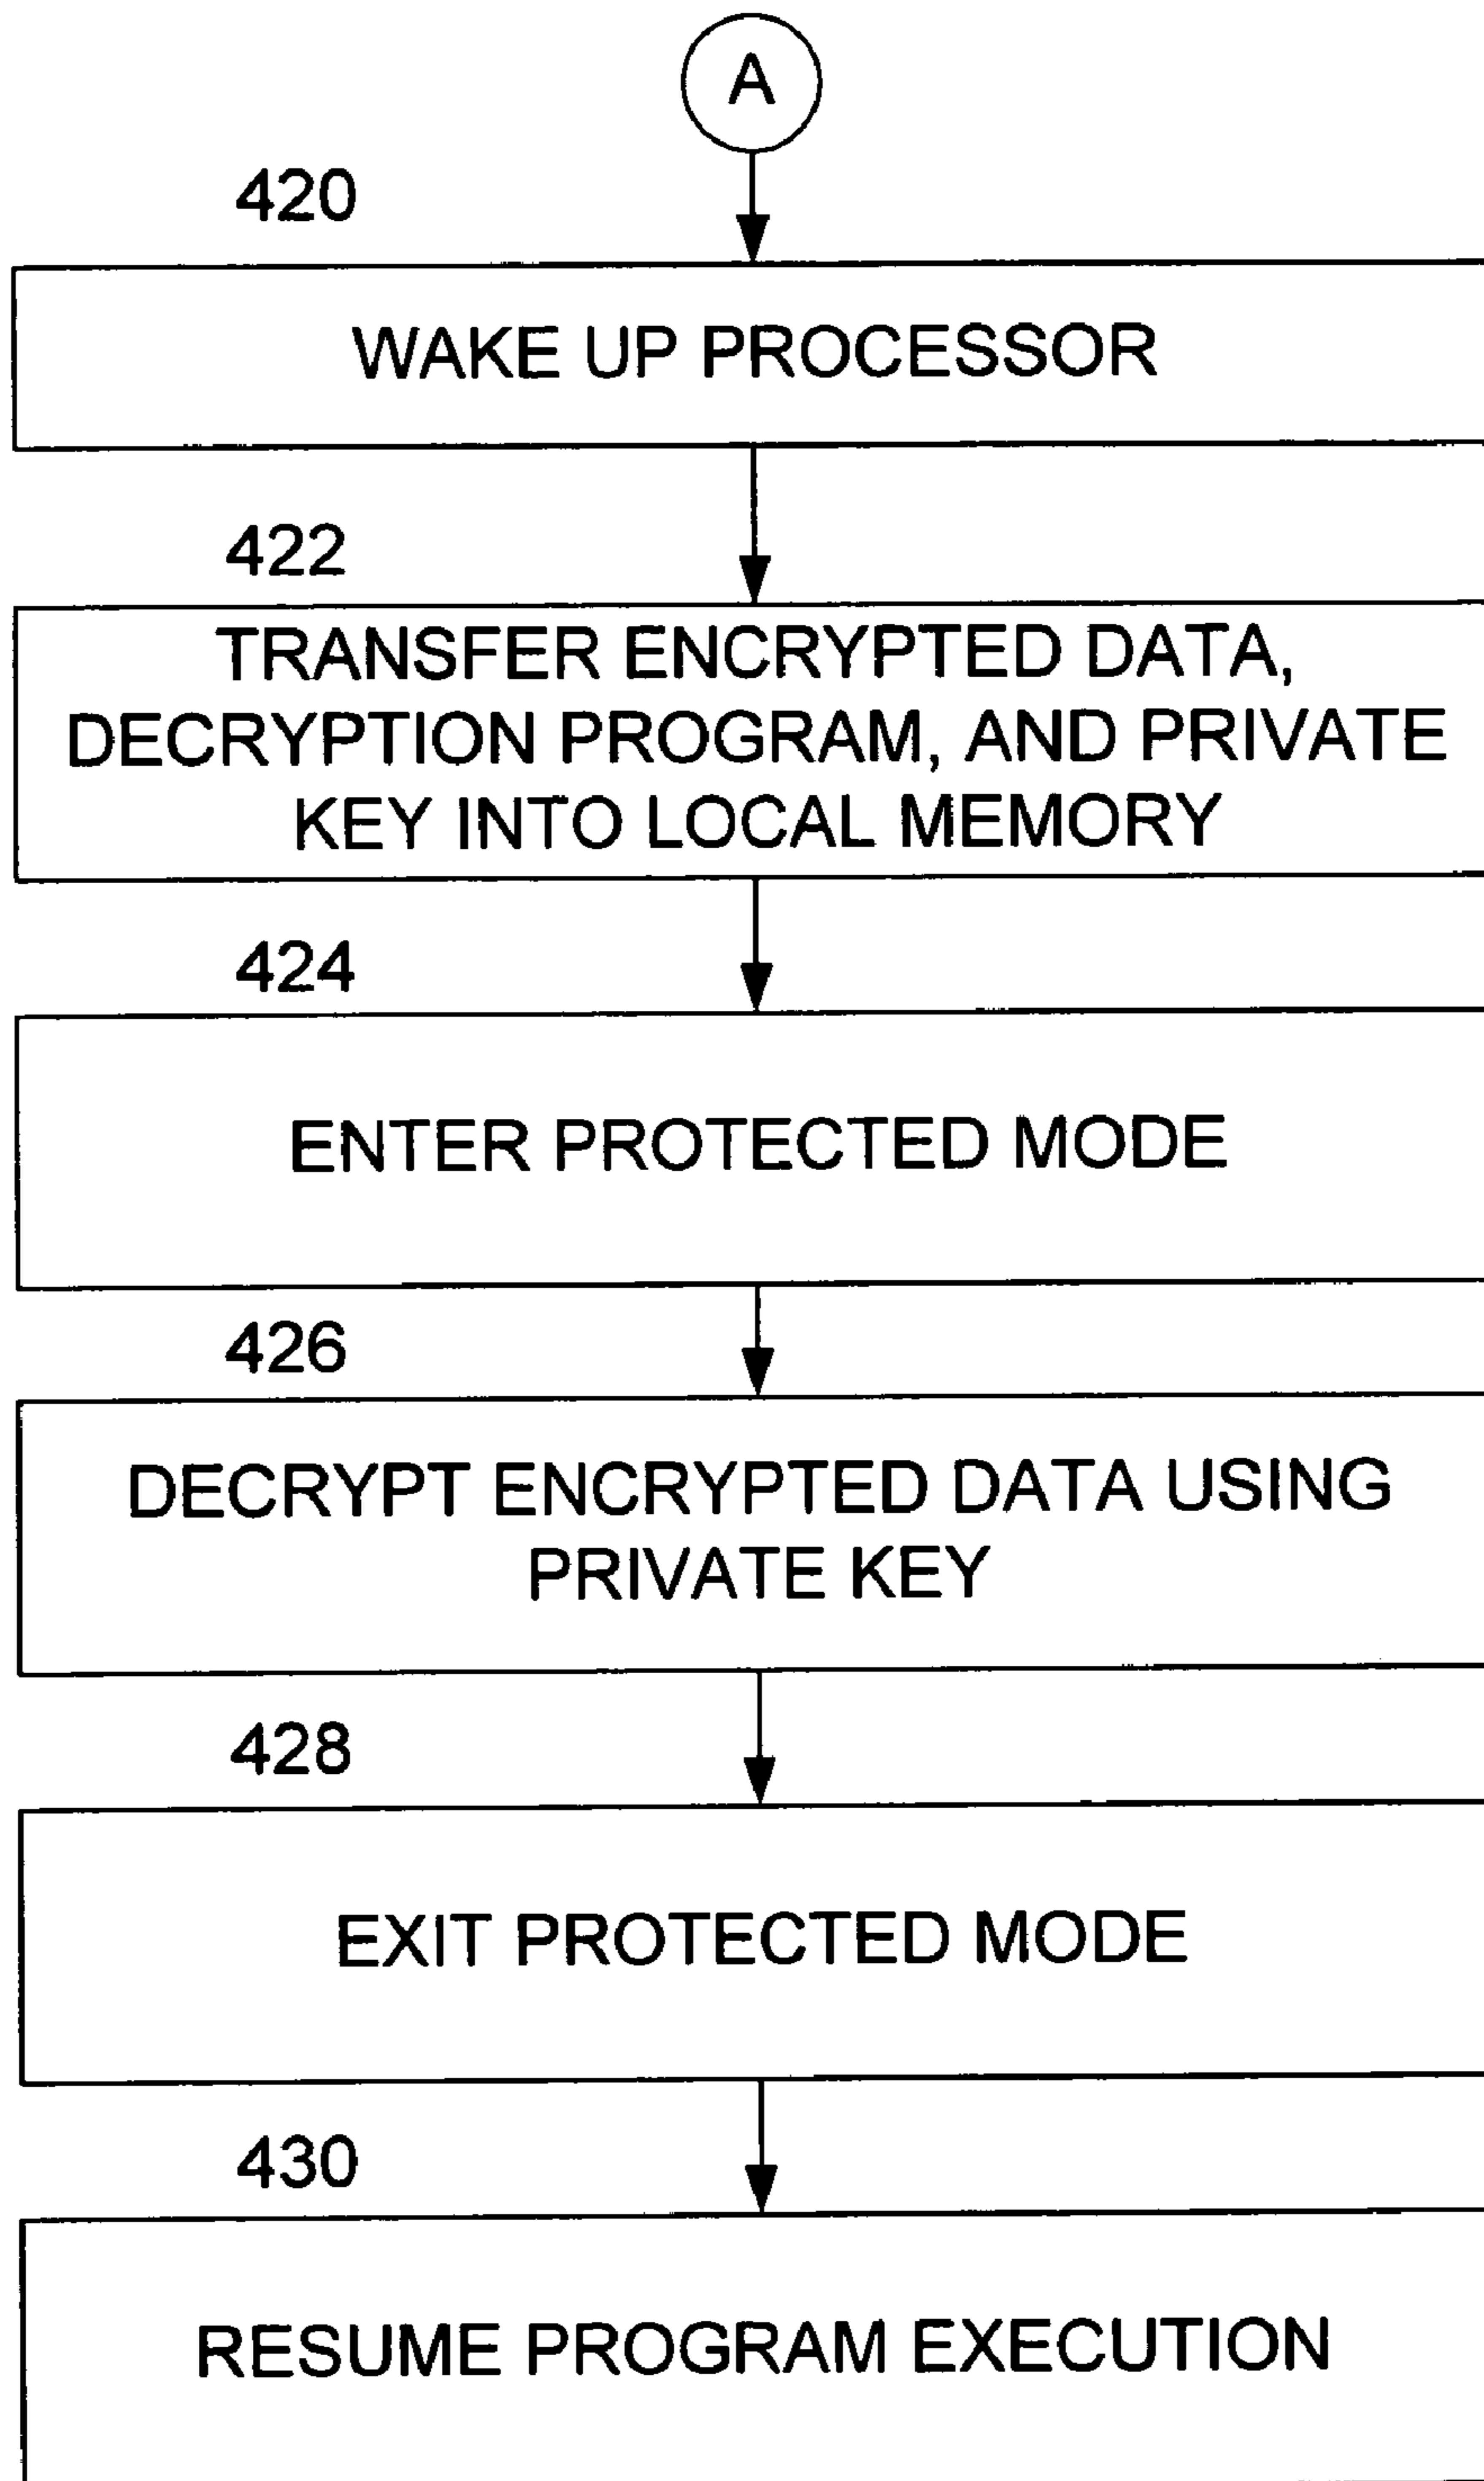 A
420
WAKE UP PROCESSOR
422
TRANSFER ENCRYPTED DATA,
DECRYPTION PROGRAM, AND PRIVATE
KEY INTO LOCAL MEMORY
424
ENTER PROTECTED MODE
426
DECRYPT ENCRYPTED DATA USING
PRIVATE KEY
428
EXIT PROTECTED MODE
430
RESUME PROGRAM EXECUTION